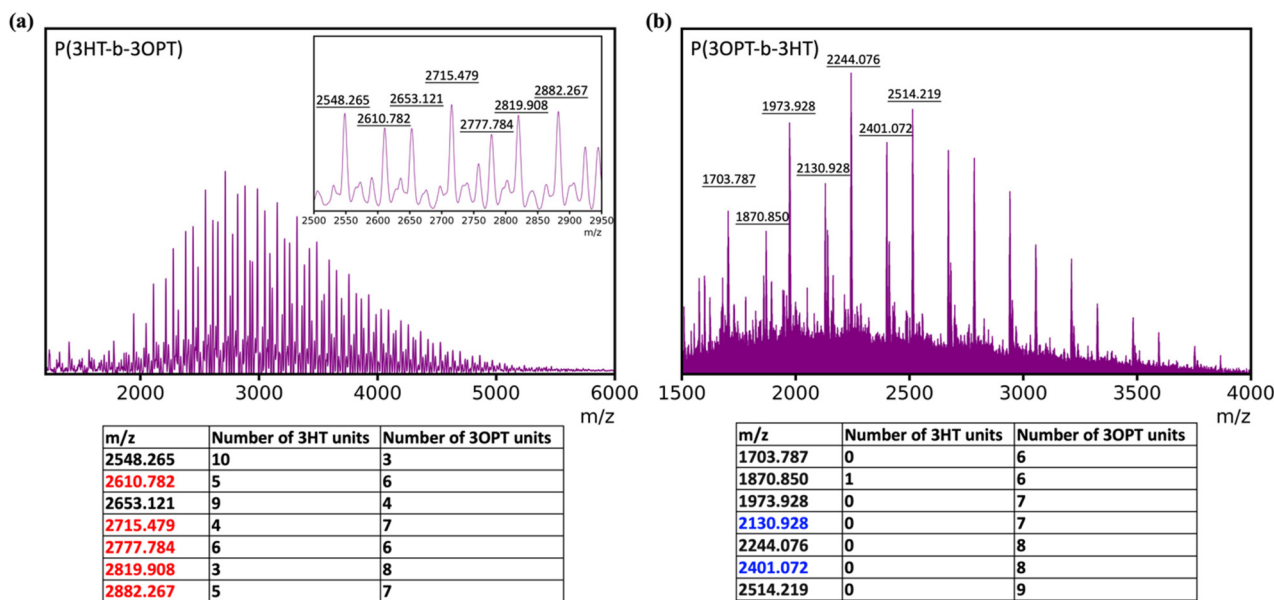 (a)
P(3HT-b-3OPT)
2548.265
2610.782
2653.121
2715.479
2777.784
2819.908
2882.267
2500 2550 2600 2650 2700 2750 2800 2850 2900 2950
m/z
2000 3000 4000 5000 6000
m/z
m/z Number of 3HT units Number of 3OPT units
2548.265 10 3
2610.782 5 6
2653.121 9 4
2715.479 4 7
2777.784 6 6
2819.908 3 8
2882.267 5 7
(b)
P(3OPT-b-3HT)
1703.787
1870.850
1973.928
2130.928
2244.076
2401.072
2514.219
1500 2000 2500 3000 3500 4000
m/z
m/z Number of 3HT units Number of 3OPT units
1703.787 0 6
1870.850 1 6
1973.928 0 7
2130.928 0 7
2244.076 0 8
2401.072 0 8
2514.219 0 9